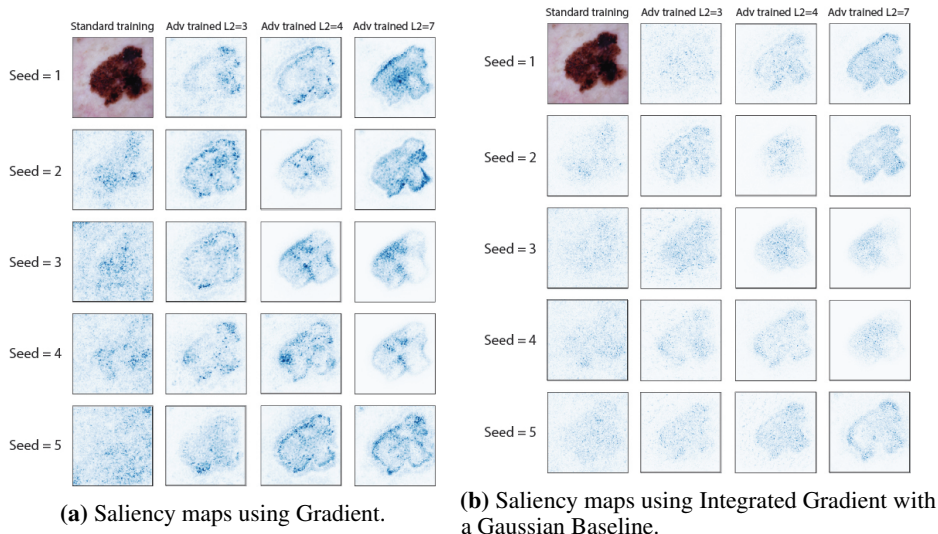 Standard training Adv trained L2=3 Adv trained L2=4 Adv trained L2=7
Seed = 1
Seed = 2
Seed = 3
Seed = 4
Seed = 5
(a) Saliency maps using Gradient.
Standard training Adv trained L2=3 Adv trained L2=4 Adv trained L2=7
Seed = 1
Seed = 2
Seed = 3
Seed = 4
Seed = 5
(b) Saliency maps using Integrated Gradient with
a Gaussian Baseline.